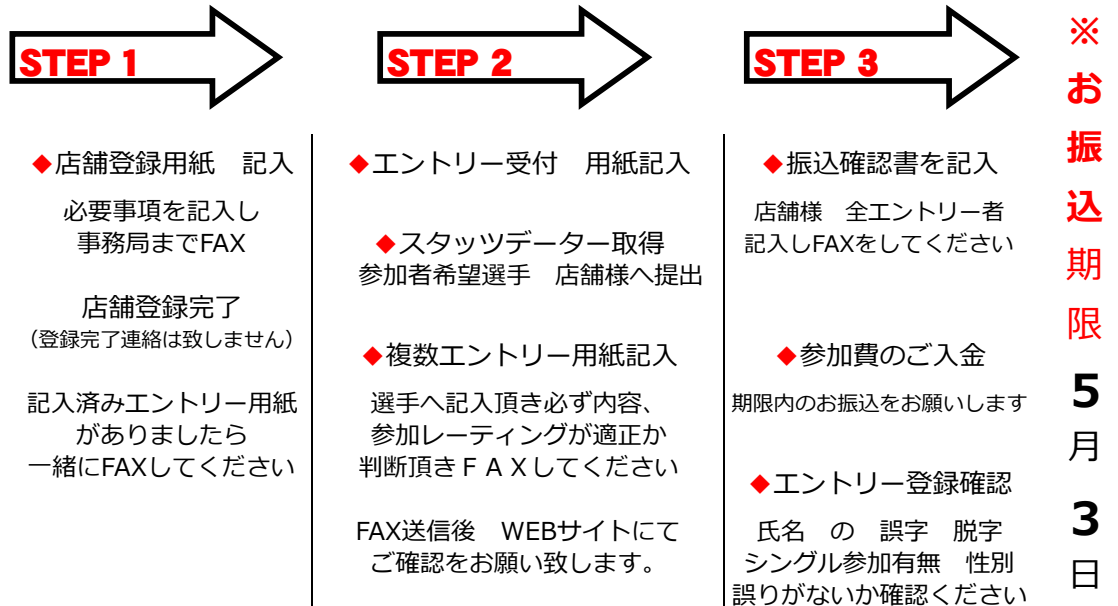 STEP 1
◆店舗登録用紙　記入
必要事項を記入し
事務局までFAX
店舗登録完了
（登録完了連絡は致しません）
記入済みエントリー用紙
がありましたら
一緒にFAXしてください
STEP 2
◆エントリー受付　用紙記入
◆スタッツデーター取得
参加者希望選手　店舗様へ提出
◆複数エントリー用紙記入
選手へ記入頂き必ず内容、
参加レーティングが適正か
判断頂きＦＡＸしてください
FAX送信後　WEBサイトにて
ご確認をお願い致します。
STEP 3
◆振込確認書を記入
店舗様　全エントリー者
記入しFAXをしてください
◆参加費のご入金
期限内のお振込をお願いします
◆エントリー登録確認
氏名　の　誤字　脱字
シングル参加有無　性別
誤りがないか確認ください
※お振込期限5月3日